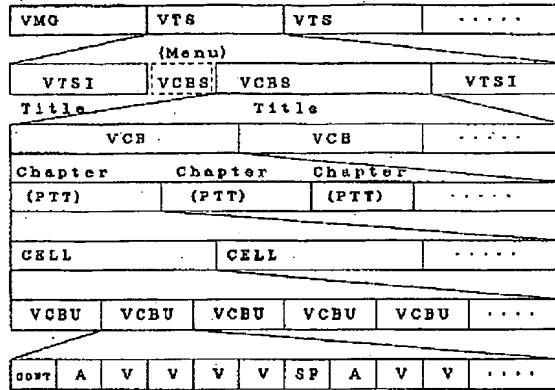 VMG VTS VTS ·····
(Menu)
VTSI VCBS VCBS VTSI
Title Title
VCB VCB ·····
Chapter Chapter Chapter
(PTT) (PTT) (PTT) ·····
CELL CELL ·····
VCBU VCBU VCBU VCBU VCBU ····
CONT A V V V V SP A V V ····